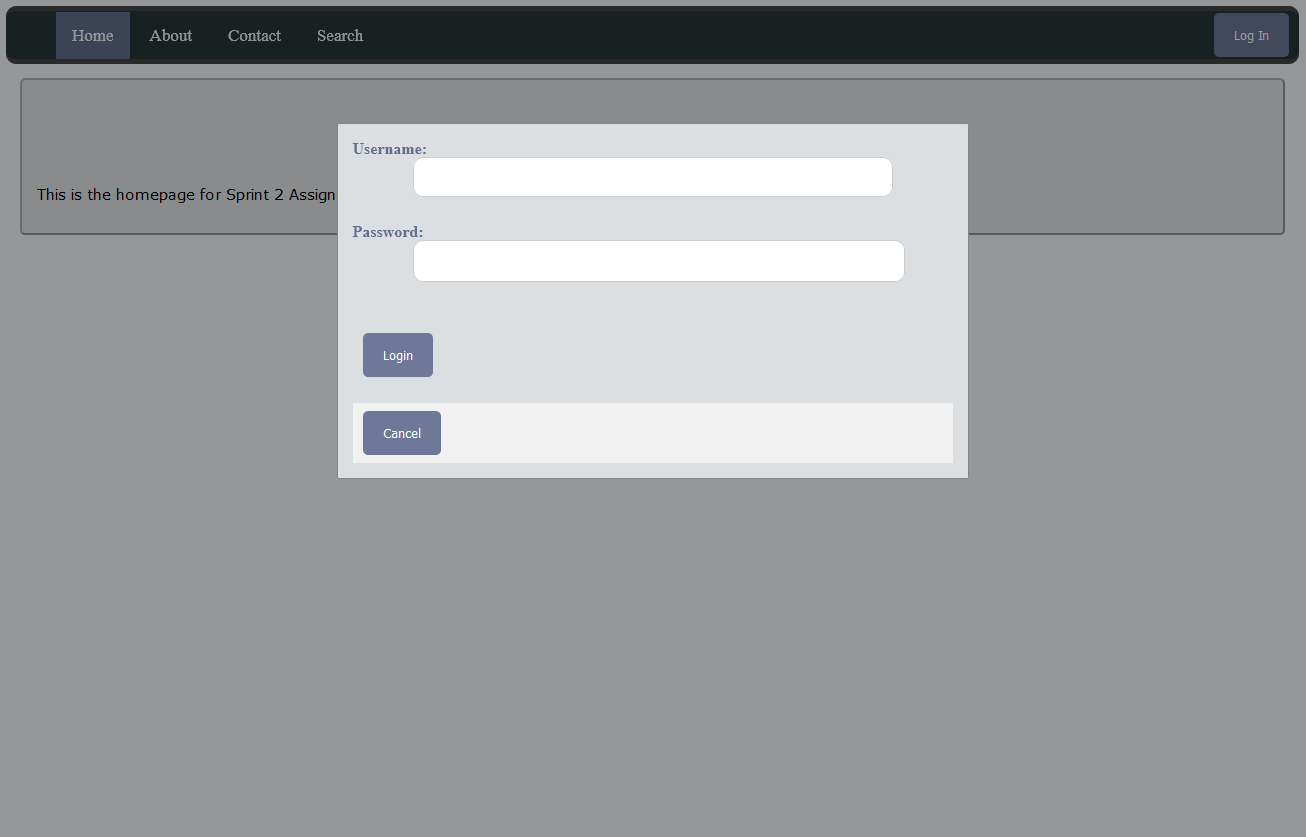 Home About Contact Search Log In
Username:
This is the homepage for Sprint 2 Assign
Password:
Login
Cancel